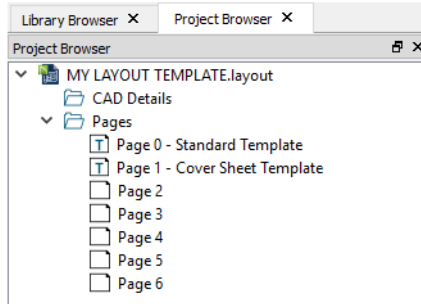 Library Browser ✕ Project Browser ✕
Project Browser
MY LAYOUT TEMPLATE.layout
CAD Details
Pages
T Page 0 - Standard Template
T Page 1 - Cover Sheet Template
Page 2
Page 3
Page 4
Page 5
Page 6